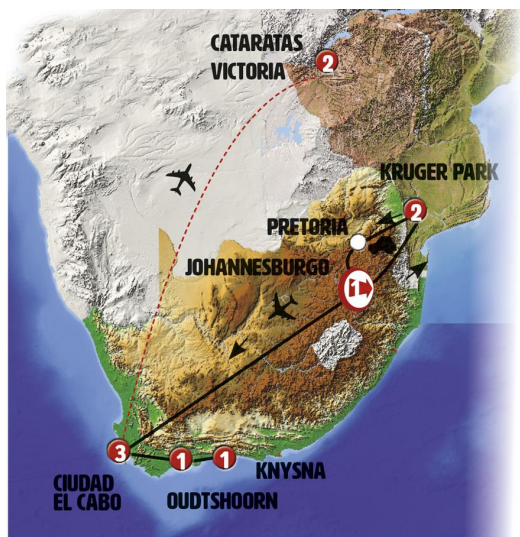 CATARATAS
VICTORIA
2
KRUGER PARK
2
PRETORIA
JOHANNESBURGO
1
3
1
1
KNYSNA
CIUDAD
EL CABO
OUDTSHOORN